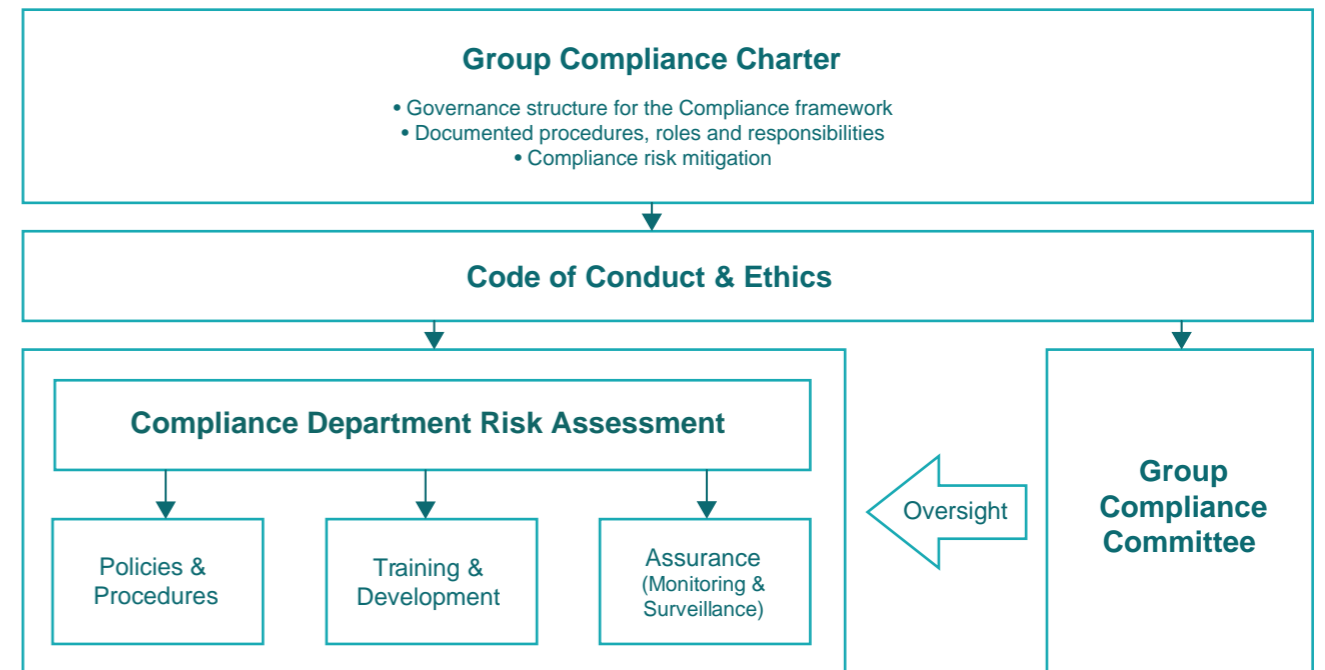 Group Compliance Charter
• Governance structure for the Compliance framework
• Documented procedures, roles and responsibilities
• Compliance risk mitigation
Code of Conduct & Ethics
Compliance Department Risk Assessment
Policies &
Procedures
Training &
Development
Assurance
(Monitoring &
Surveillance)
Oversight
Group
Compliance
Committee